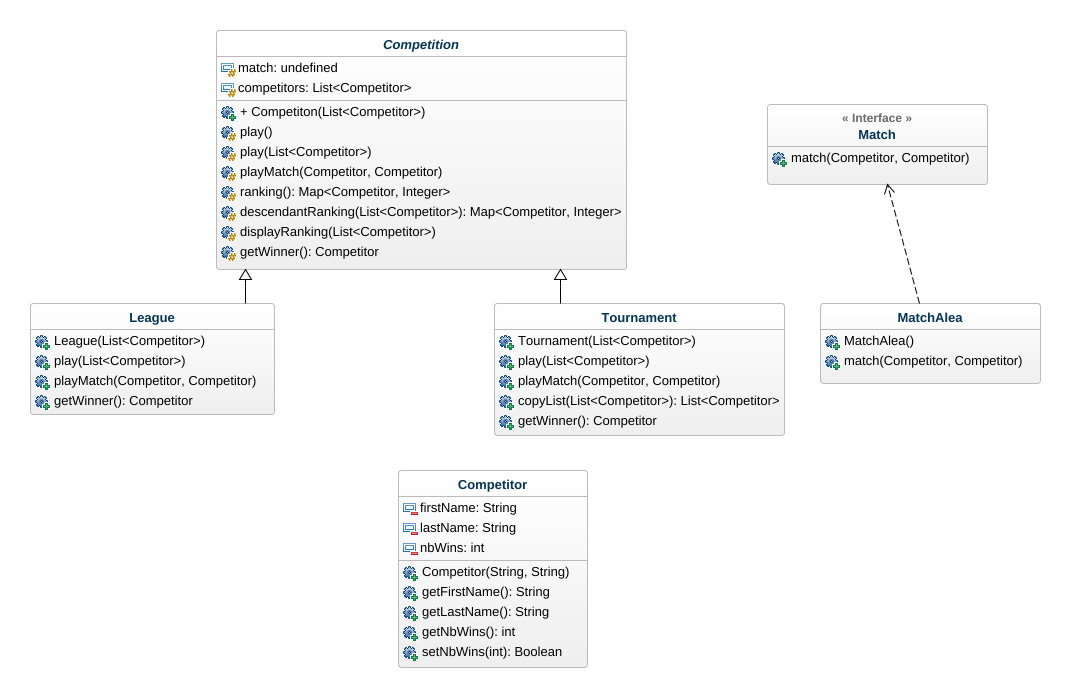 Competition
match: undefined
competitors: List<Competitor>
+ Competiton(List<Competitor>)
play()
play(List<Competitor>)
playMatch(Competitor, Competitor)
ranking(): Map<Competitor, Integer>
descendantRanking(List<Competitor>): Map<Competitor, Integer>
displayRanking(List<Competitor>)
getWinner(): Competitor
« Interface »
Match
match(Competitor, Competitor)
League
League(List<Competitor>)
play(List<Competitor>)
playMatch(Competitor, Competitor)
getWinner(): Competitor
Tournament
Tournament(List<Competitor>)
play(List<Competitor>)
playMatch(Competitor, Competitor)
copyList(List<Competitor>): List<Competitor>
getWinner(): Competitor
MatchAlea
MatchAlea()
match(Competitor, Competitor)
Competitor
firstName: String
lastName: String
nbWins: int
Competitor(String, String)
getFirstName(): String
getLastName(): String
getNbWins(): int
setNbWins(int): Boolean